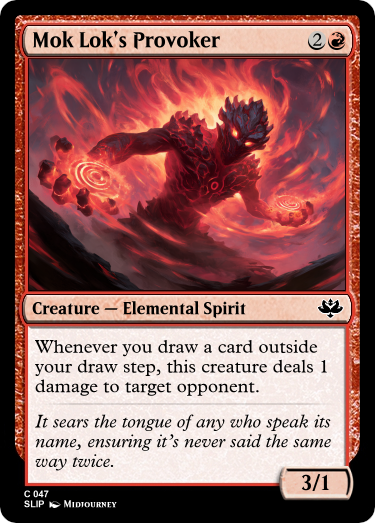 Mok Lok's Provoker 2
Creature — Elemental Spirit
Whenever you draw a card outside
your draw step, this creature deals 1
damage to target opponent.
It sears the tongue of any who speak its
name, ensuring it's never said the same
way twice.
3/1
C 047
SLIP Midjourney